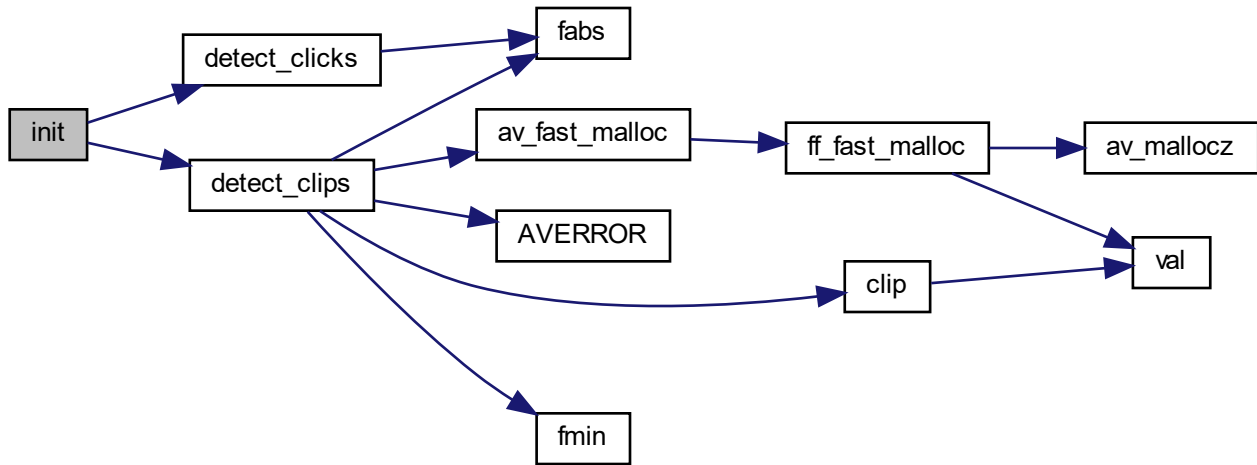 init
detect_clicks
detect_clips
fabs
av_fast_malloc
AVERROR
fmin
ff_fast_malloc
clip
av_mallocz
val